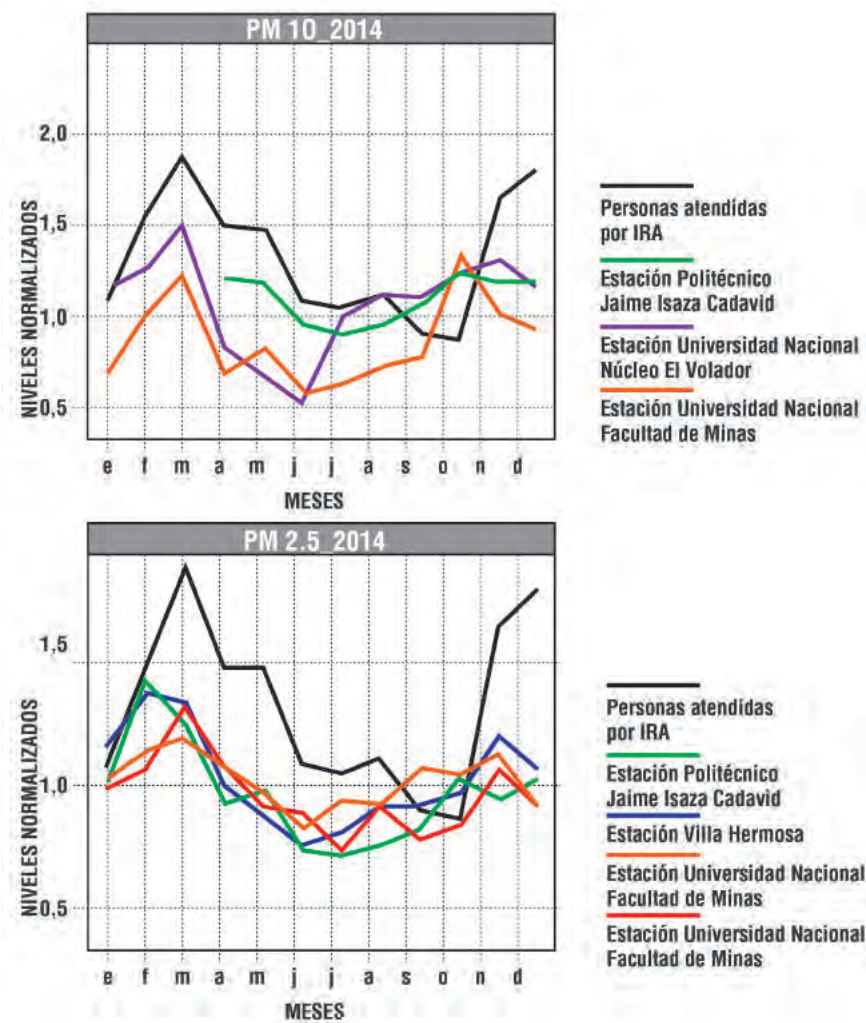 PM 10_2014
NIVELES NORMALIZADOS
2,0
1,5
1,0
0,5
e f m a m j j a s o n d
MESES
Personas atendidas
por IRA
Estación Politécnico
Jaime Isaza Cadavid
Estación Universidad Nacional
Núcleo El Volador
Estación Universidad Nacional
Facultad de Minas
PM 2.5_2014
NIVELES NORMALIZADOS
1,5
1,0
0,5
e f m a m j j a s o n d
MESES
Personas atendidas
por IRA
Estación Politécnico
Jaime Isaza Cadavid
Estación Villa Hermosa
Estación Universidad Nacional
Facultad de Minas
Estación Universidad Nacional
Facultad de Minas